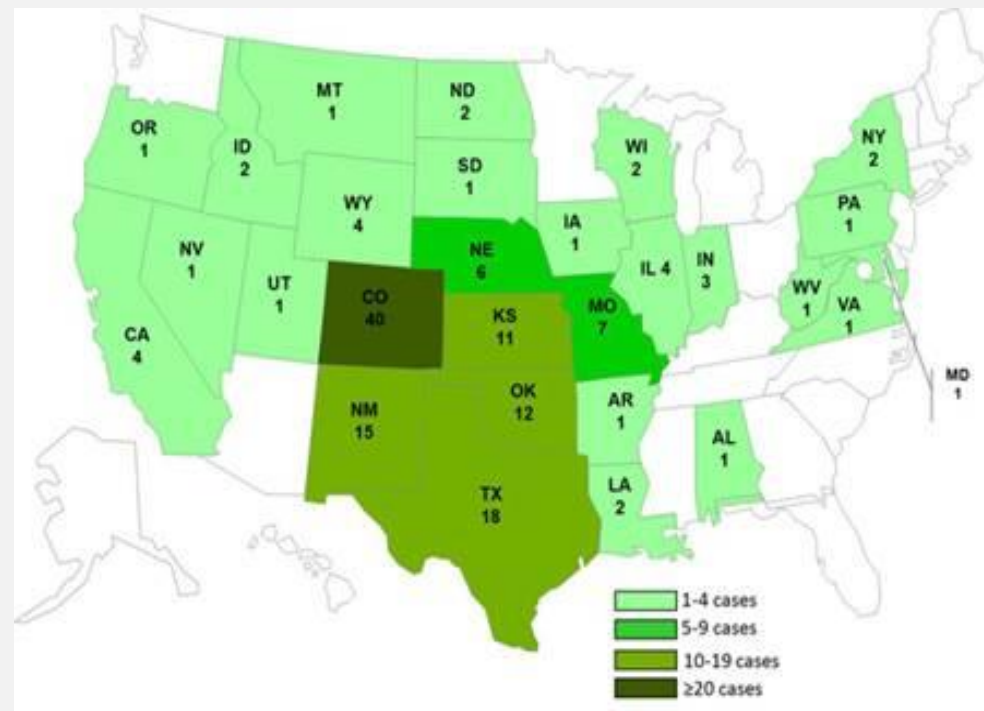 MT
1
ND
2
OR
1
ID
2
SD
1
WI
2
NY
2
WY
4
IA
1
PA
1
NV
1
NE
6
UT
1
CO
40
IL 4
IN
3
WV
1
VA
1
CA
4
KS
11
MO
7
MD
1
NM
15
OK
12
AR
1
AL
1
TX
18
LA
2
1-4 cases
5-9 cases
10-19 cases
≥20 cases